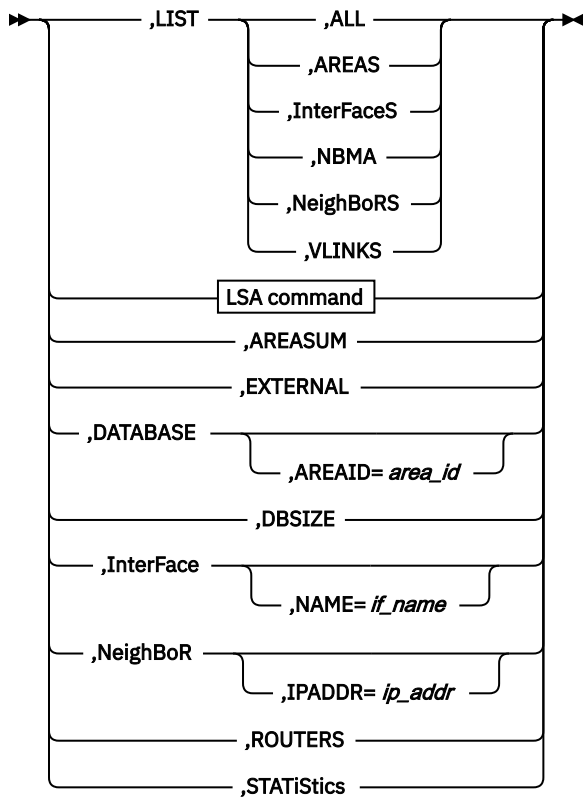 ,LIST ,ALL
,AREAS
,InterFaceS
,NBMA
,NeighBoRS
,VLINKS
LSA command
,AREASUM
,EXTERNAL
,DATABASE
,AREAID= area_id
,DBSIZE
,InterFace
,NAME= if_name
,NeighBoR
,IPADDR= ip_addr
,ROUTERS
,STATiStics